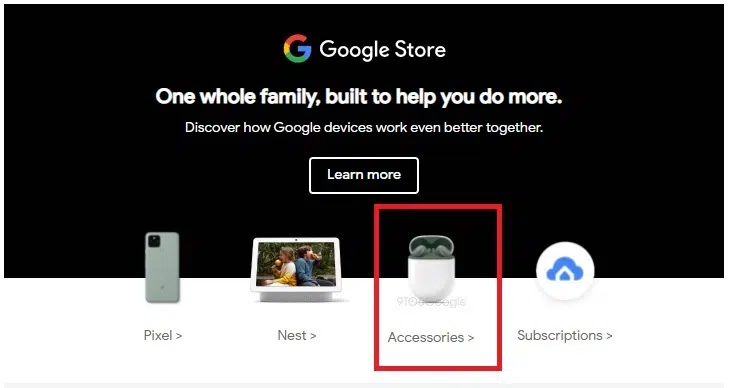 Google Store
One whole family, built to help you do more.
Discover how Google devices work even better together.
Learn more
9TO5Google
Pixel >
Nest >
Accessories >
Subscriptions >